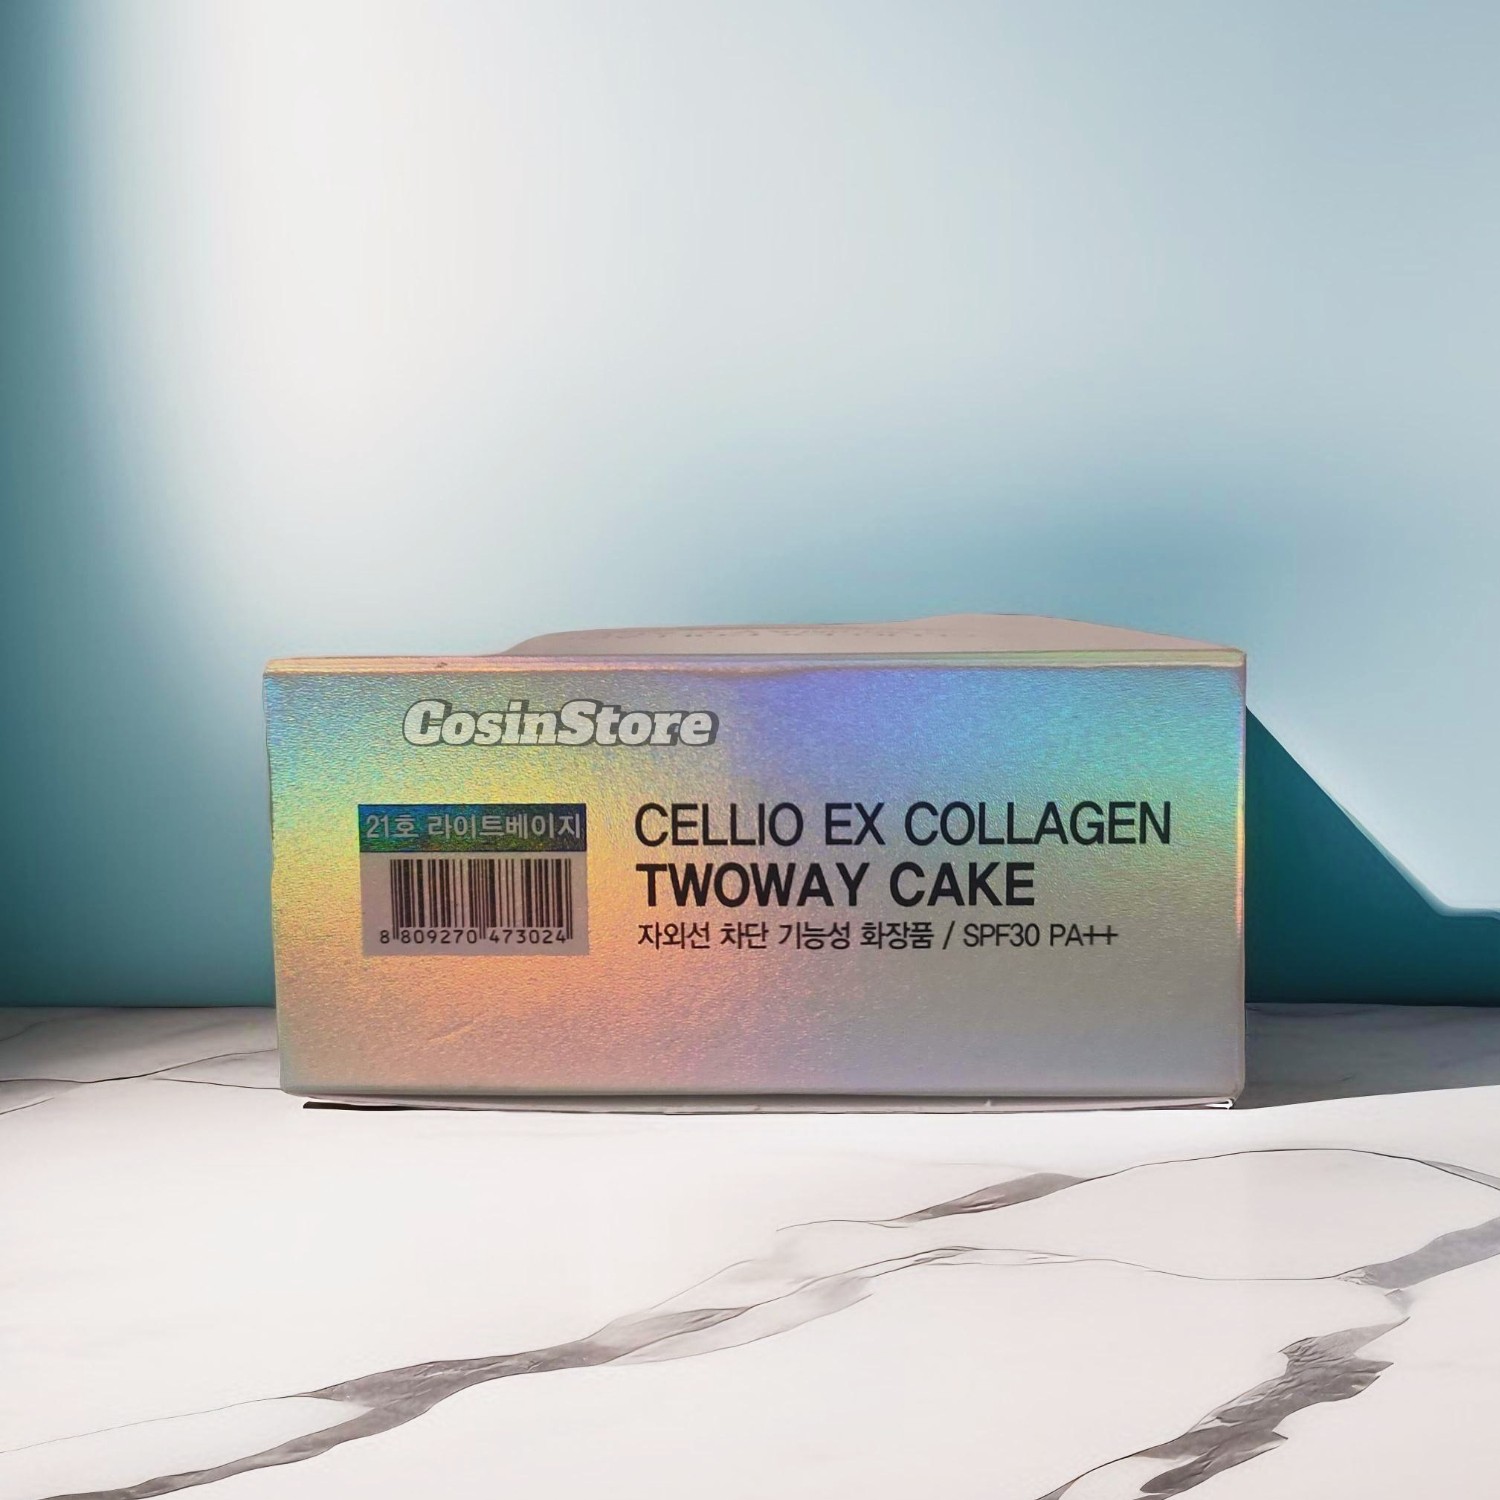 CosinStore
21호 라이트베이지
8 809270 473024
CELLIO EX COLLAGEN
TWOWAY CAKE
자외선 차단 기능성 화장품 / SPF30 PA++